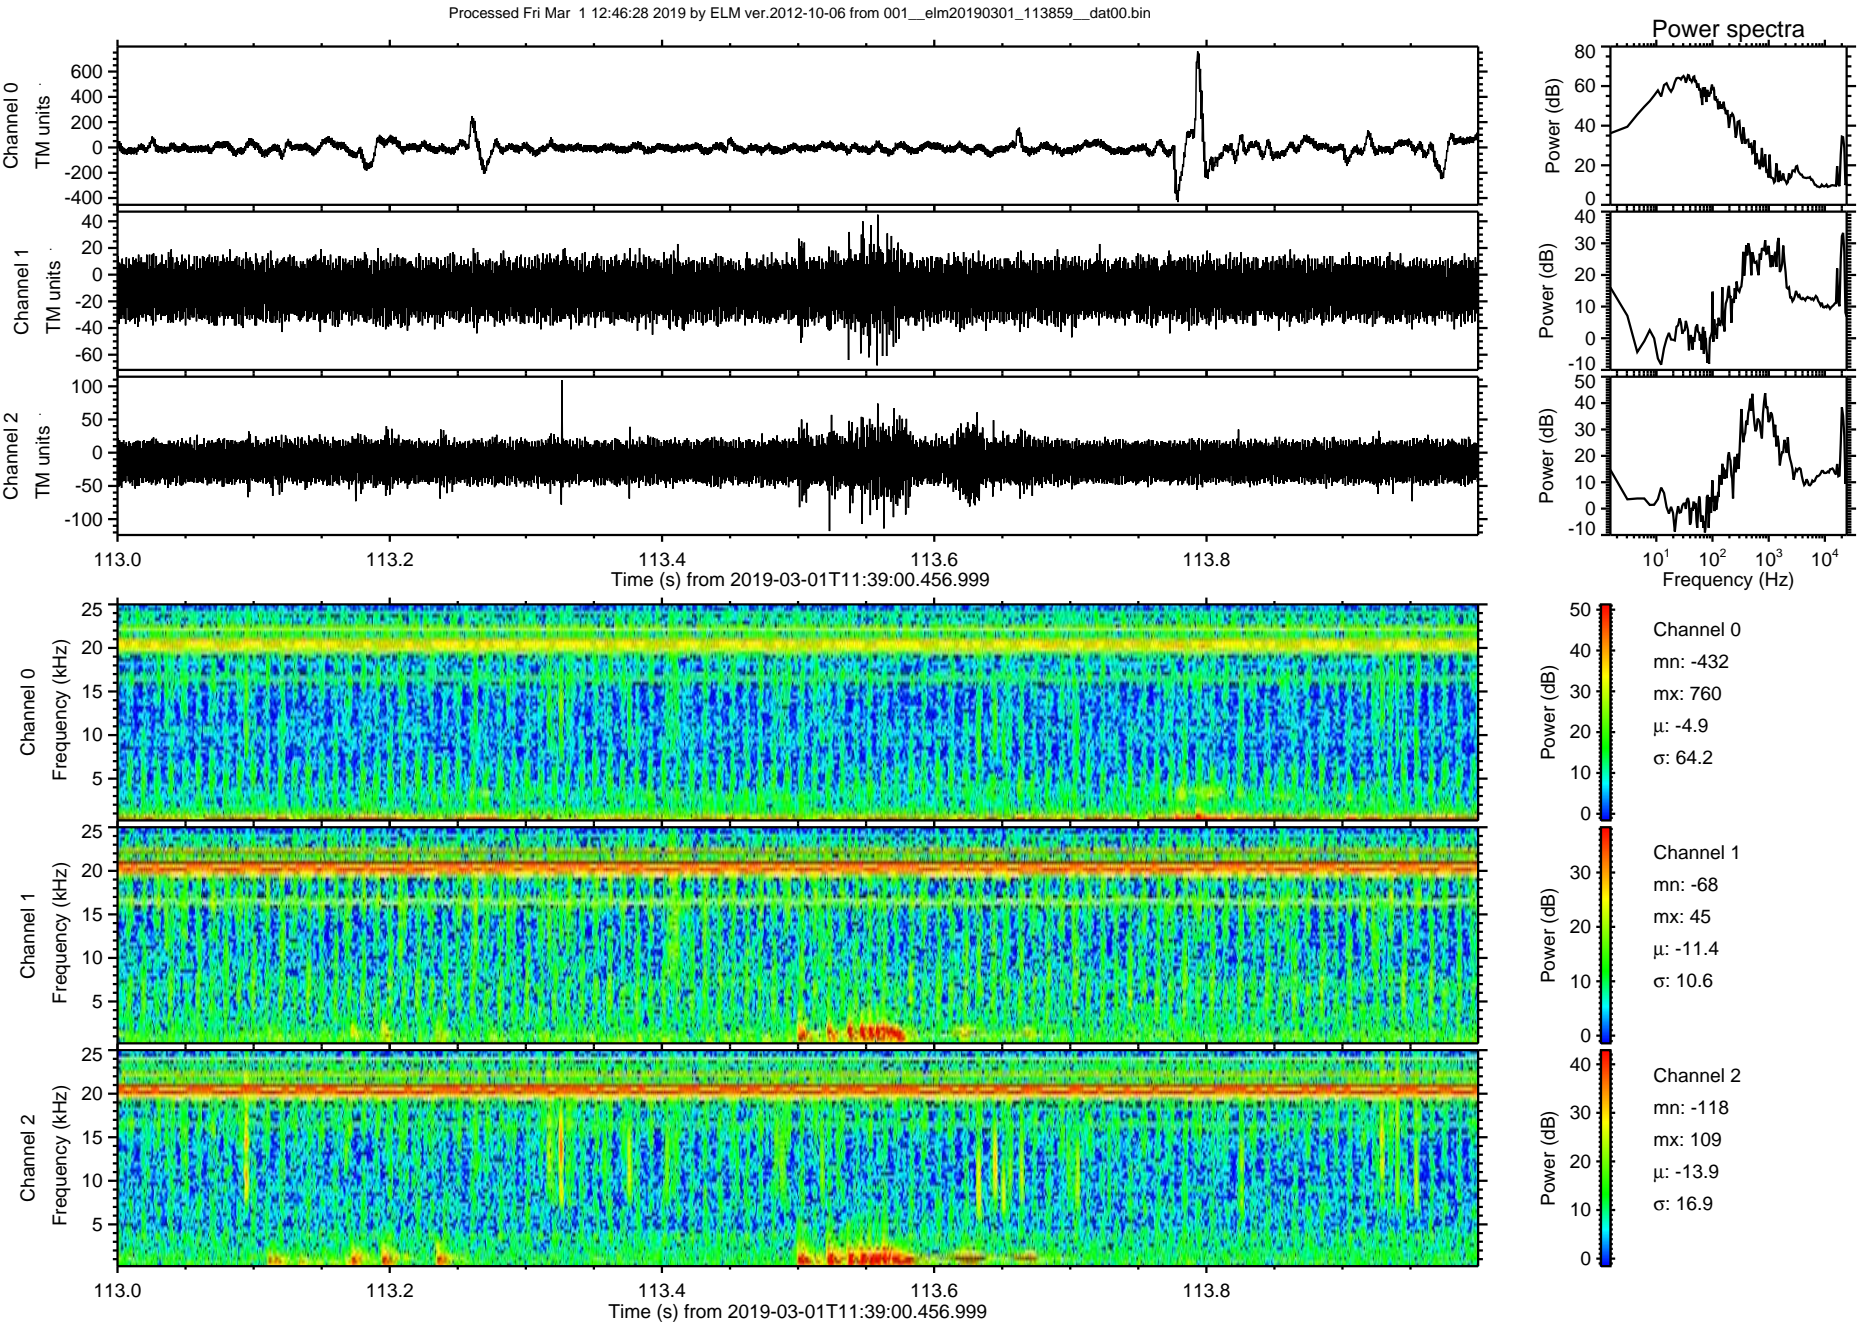 Processed Fri Mar  1 12:46:28 2019 by ELM ver.2012-10-06 from 001__elm20190301_113859__dat00.bin
Power spectra
Channel 0
TM units
600
400
200
0
-200
-400
Power (dB)
80
60
40
20
0
Channel 1
TM units
40
20
0
-20
-40
-60
Power (dB)
40
30
20
10
0
-10
Channel 2
TM units
100
50
0
-50
-100
Power (dB)
50
40
30
20
10
0
-10
113.0 113.2 113.4 113.6 113.8
Time (s) from 2019-03-01T11:39:00.456.999
10¹ 10² 10³ 10⁴
Frequency (Hz)
Channel 0
Frequency (kHz)
25
20
15
10
5
Power (dB)
50
40
30
20
10
0
Channel 0
mn: -432
mx: 760
µ: -4.9
σ: 64.2
Channel 1
Frequency (kHz)
25
20
15
10
5
Power (dB)
30
20
10
0
Channel 1
mn: -68
mx: 45
µ: -11.4
σ: 10.6
Channel 2
Frequency (kHz)
25
20
15
10
5
Power (dB)
40
30
20
10
0
Channel 2
mn: -118
mx: 109
µ: -13.9
σ: 16.9
113.0 113.2 113.4 113.6 113.8
Time (s) from 2019-03-01T11:39:00.456.999